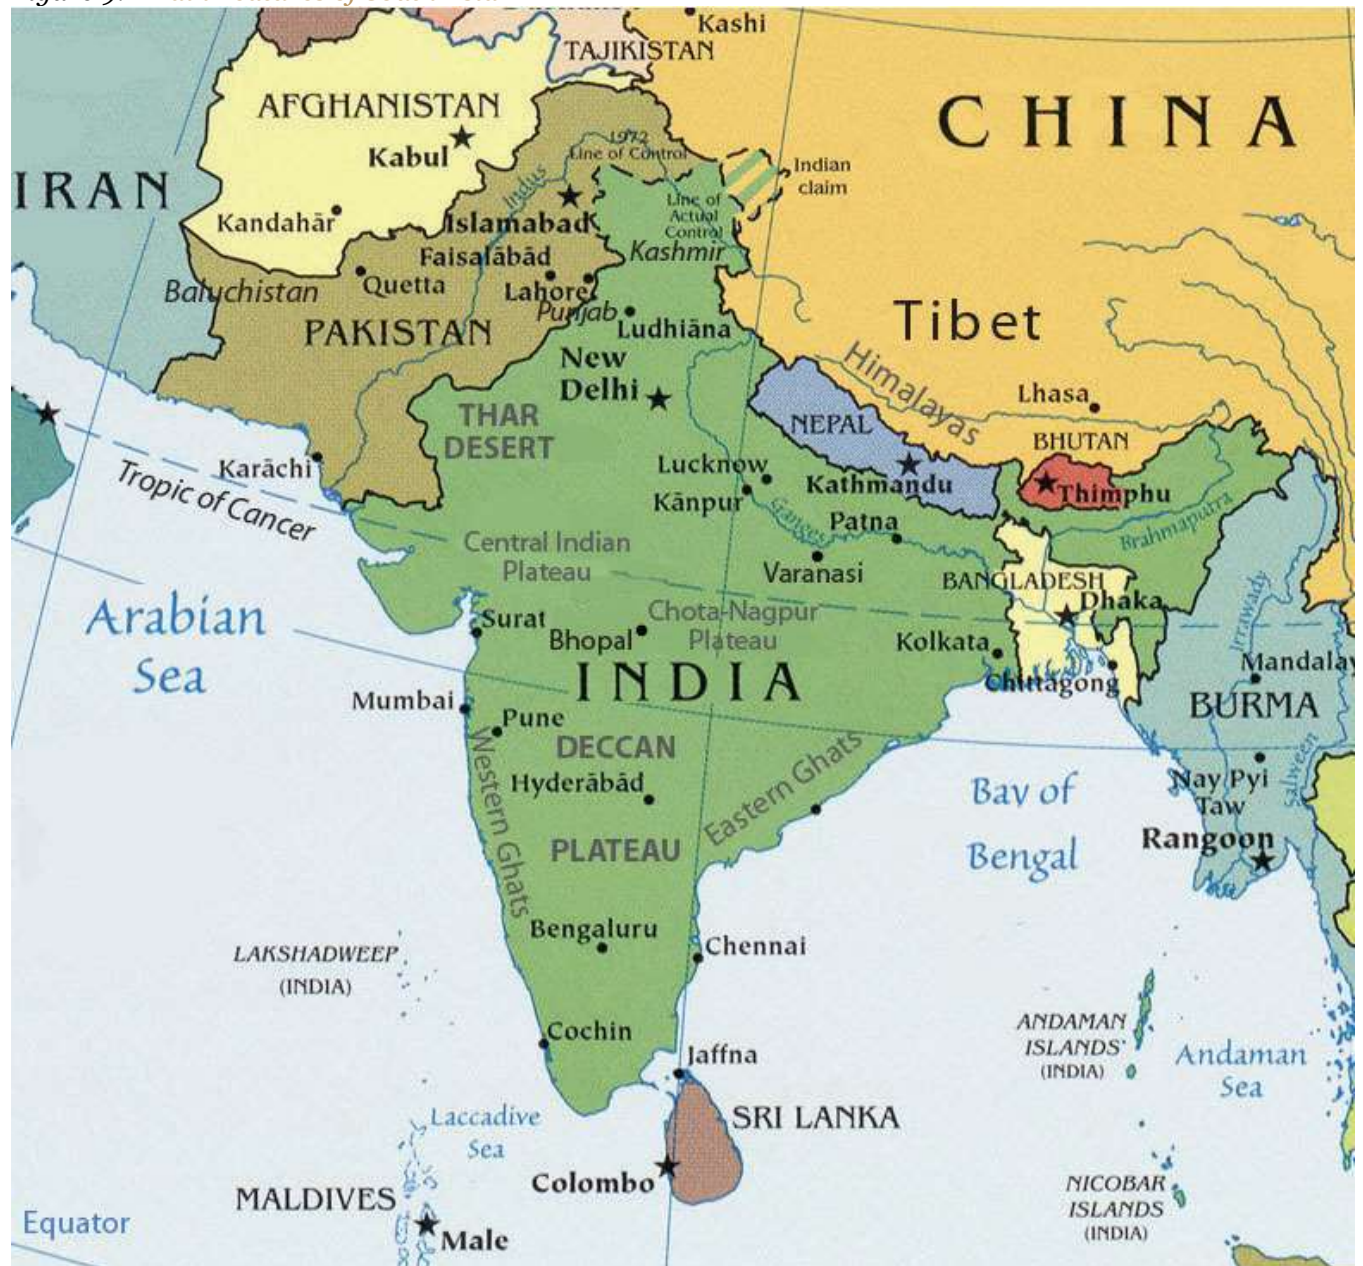 Kashi
TAJIKISTAN
AFGHANISTAN
CHINA
Kabul
1972
Line of Control
Indian
claim
IRAN
Indus
Line of
Actual
Control
Kandahār
Islamabad
Kashmir
Faisalābād
Quetta
Baluchistan
Lahore
Punjab
PAKISTAN
Ludhiāna
Tibet
New
Delhi
Himalayas
Lhasa
THAR
DESERT
NEPAL
BHUTAN
Karāchi
Lucknow
Kānpur
Kathmandu
Thimphu
Tropic of Cancer
Ganges
Patna
Brahmaputra
Central Indian
Plateau
Varanasi
BANGLADESH
Dhaka
Arabian
Sea
Surat
Chota-Nagpur
Plateau
Bhopal
Kolkata
Irrawady
Mandalay
INDIA
Chittagong
Mumbai
BURMA
Pune
DECCAN
Western Ghats
Eastern Ghats
Hyderābād
Bay of
Bengal
Nay Pyi
Taw
Salween
PLATEAU
Rangoon
Bengaluru
Chennai
LAKSHADWEEP
(INDIA)
Cochin
ANDAMAN
ISLANDS
(INDIA)
Andaman
Sea
Jaffna
Laccadive
Sea
SRI LANKA
MALDIVES
Colombo
NICOBAR
ISLANDS
(INDIA)
Equator
Male